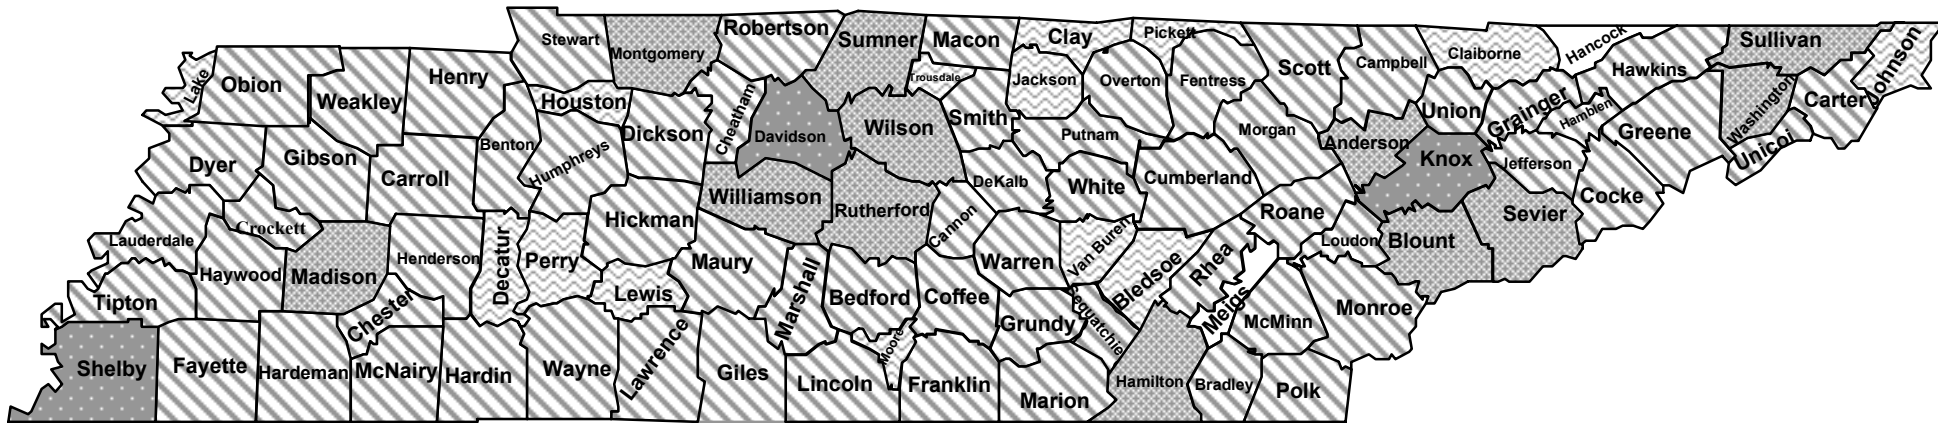 Lake
Obion
Weakley
Henry
Stewart
Montgomery
Robertson
Sumner
Macon
Clay
Pickett
Scott
Campbell
Claiborne
Hancock
Hawkins
Sullivan
Johnson
Houston
Dickson
Cheatham
Davidson
Wilson
Trousdale
Smith
Jackson
Overton
Fentress
Morgan
Anderson
Union
Grainger
Hamblen
Greene
Washington
Carter
Unicoi
Dyer
Gibson
Carroll
Benton
Humphreys
Williamson
Rutherford
Cannon
DeKalb
Putnam
White
Cumberland
Roane
Knox
Jefferson
Cocke
Sevier
Blount
Loudon
Lauderdale
Crockett
Haywood
Madison
Henderson
Decatur
Perry
Hickman
Lewis
Maury
Marshall
Bedford
Coffee
Warren
Van Buren
Bledsoe
Rhea
Meigs
McMinn
Monroe
Tipton
Chester
Moore
Grundy
Sequatchie
Shelby
Fayette
Hardeman
McNairy
Hardin
Wayne
Lawrence
Giles
Lincoln
Franklin
Marion
Hamilton
Bradley
Polk